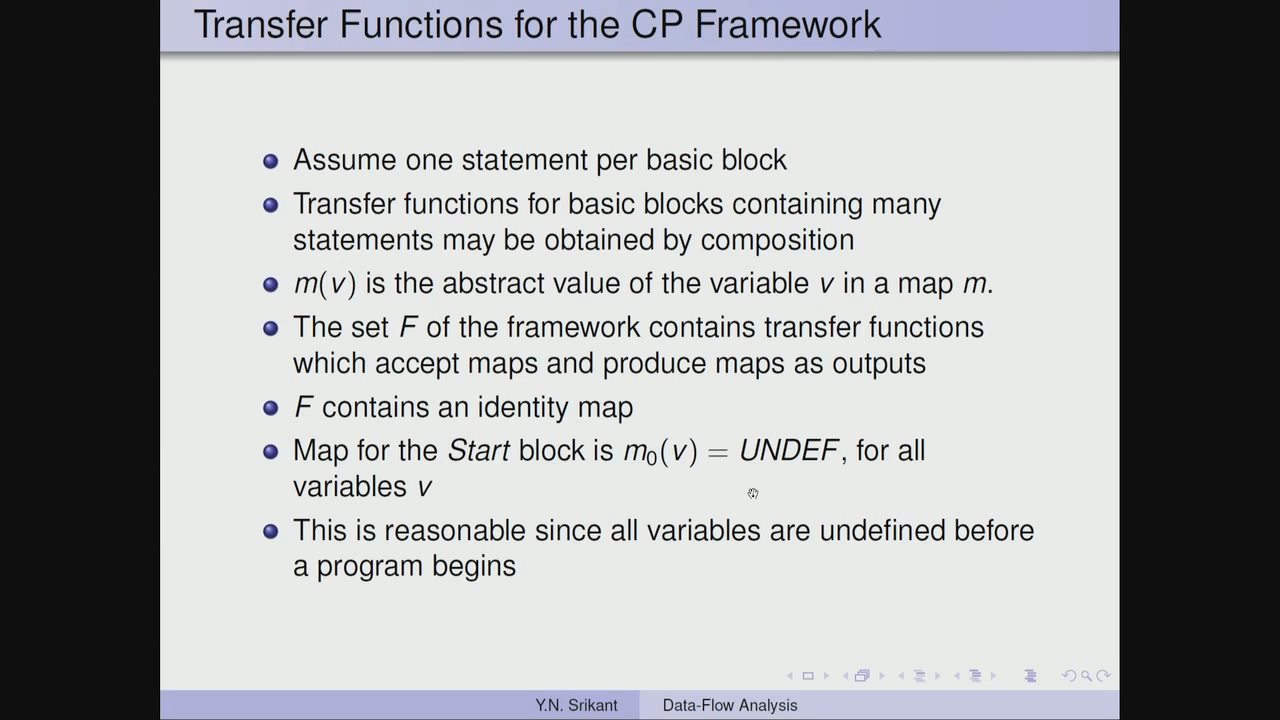 Transfer Functions for the CP Framework
Assume one statement per basic block
Transfer functions for basic blocks containing many
statements may be obtained by composition
m(v) is the abstract value of the variable v in a map m.
The set F of the framework contains transfer functions
which accept maps and produce maps as outputs
F contains an identity map
Map for the Start block is m₀(v) = UNDEF, for all
variables v
This is reasonable since all variables are undefined before
a program begins
Y.N. Srikant
Data-Flow Analysis